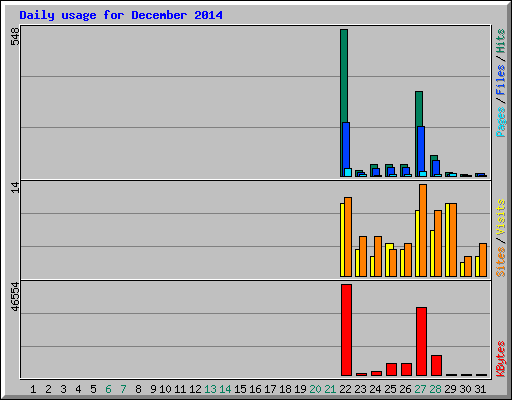 Daily usage for December 2014
548
14
46554
Pages / Files / Hits
Sites / Visits
KBytes
1 2 3 4 5 6 7 8 9 10 11 12 13 14 15 16 17 18 19 20 21 22 23 24 25 26 27 28 29 30 31